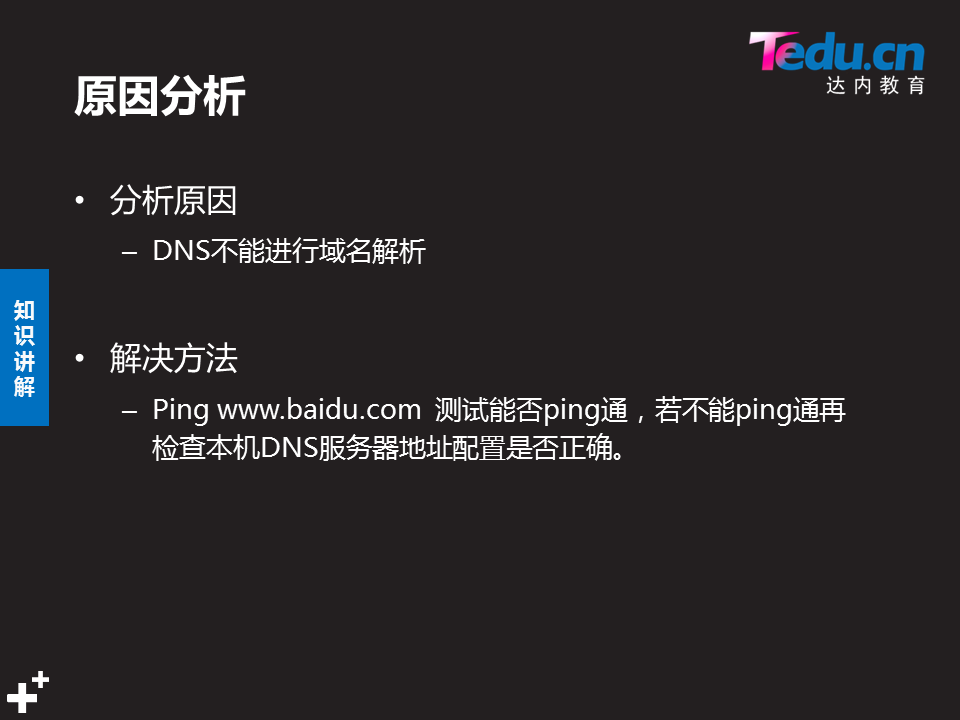 Tedu.cn
达内教育
原因分析
• 分析原因
– DNS不能进行域名解析
知识讲解
• 解决方法
– Ping www.baidu.com 测试能否ping通，若不能ping通再
检查本机DNS服务器地址配置是否正确。